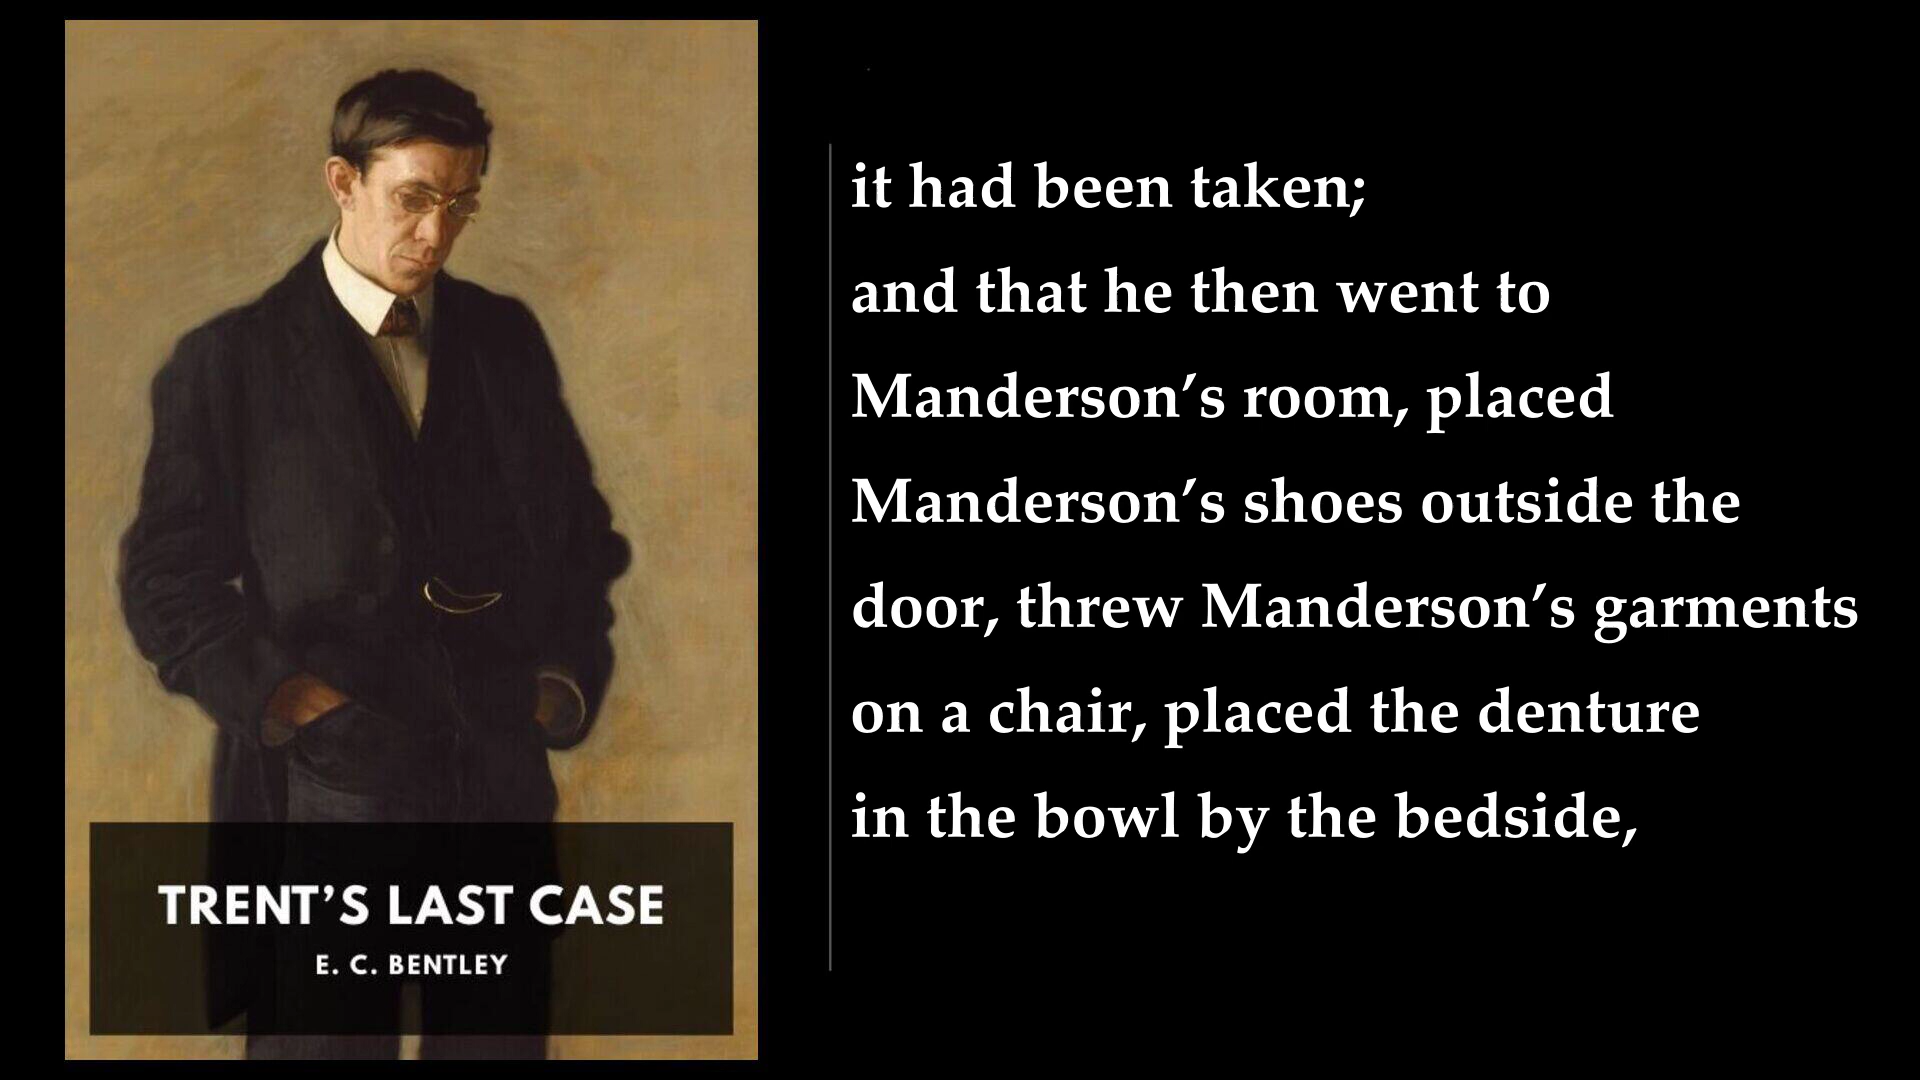 it had been taken;
and that he then went to
Manderson’s room, placed
Manderson’s shoes outside the
door, threw Manderson’s garments
on a chair, placed the denture
in the bowl by the bedside,
TRENT’S LAST CASE
E. C. BENTLEY